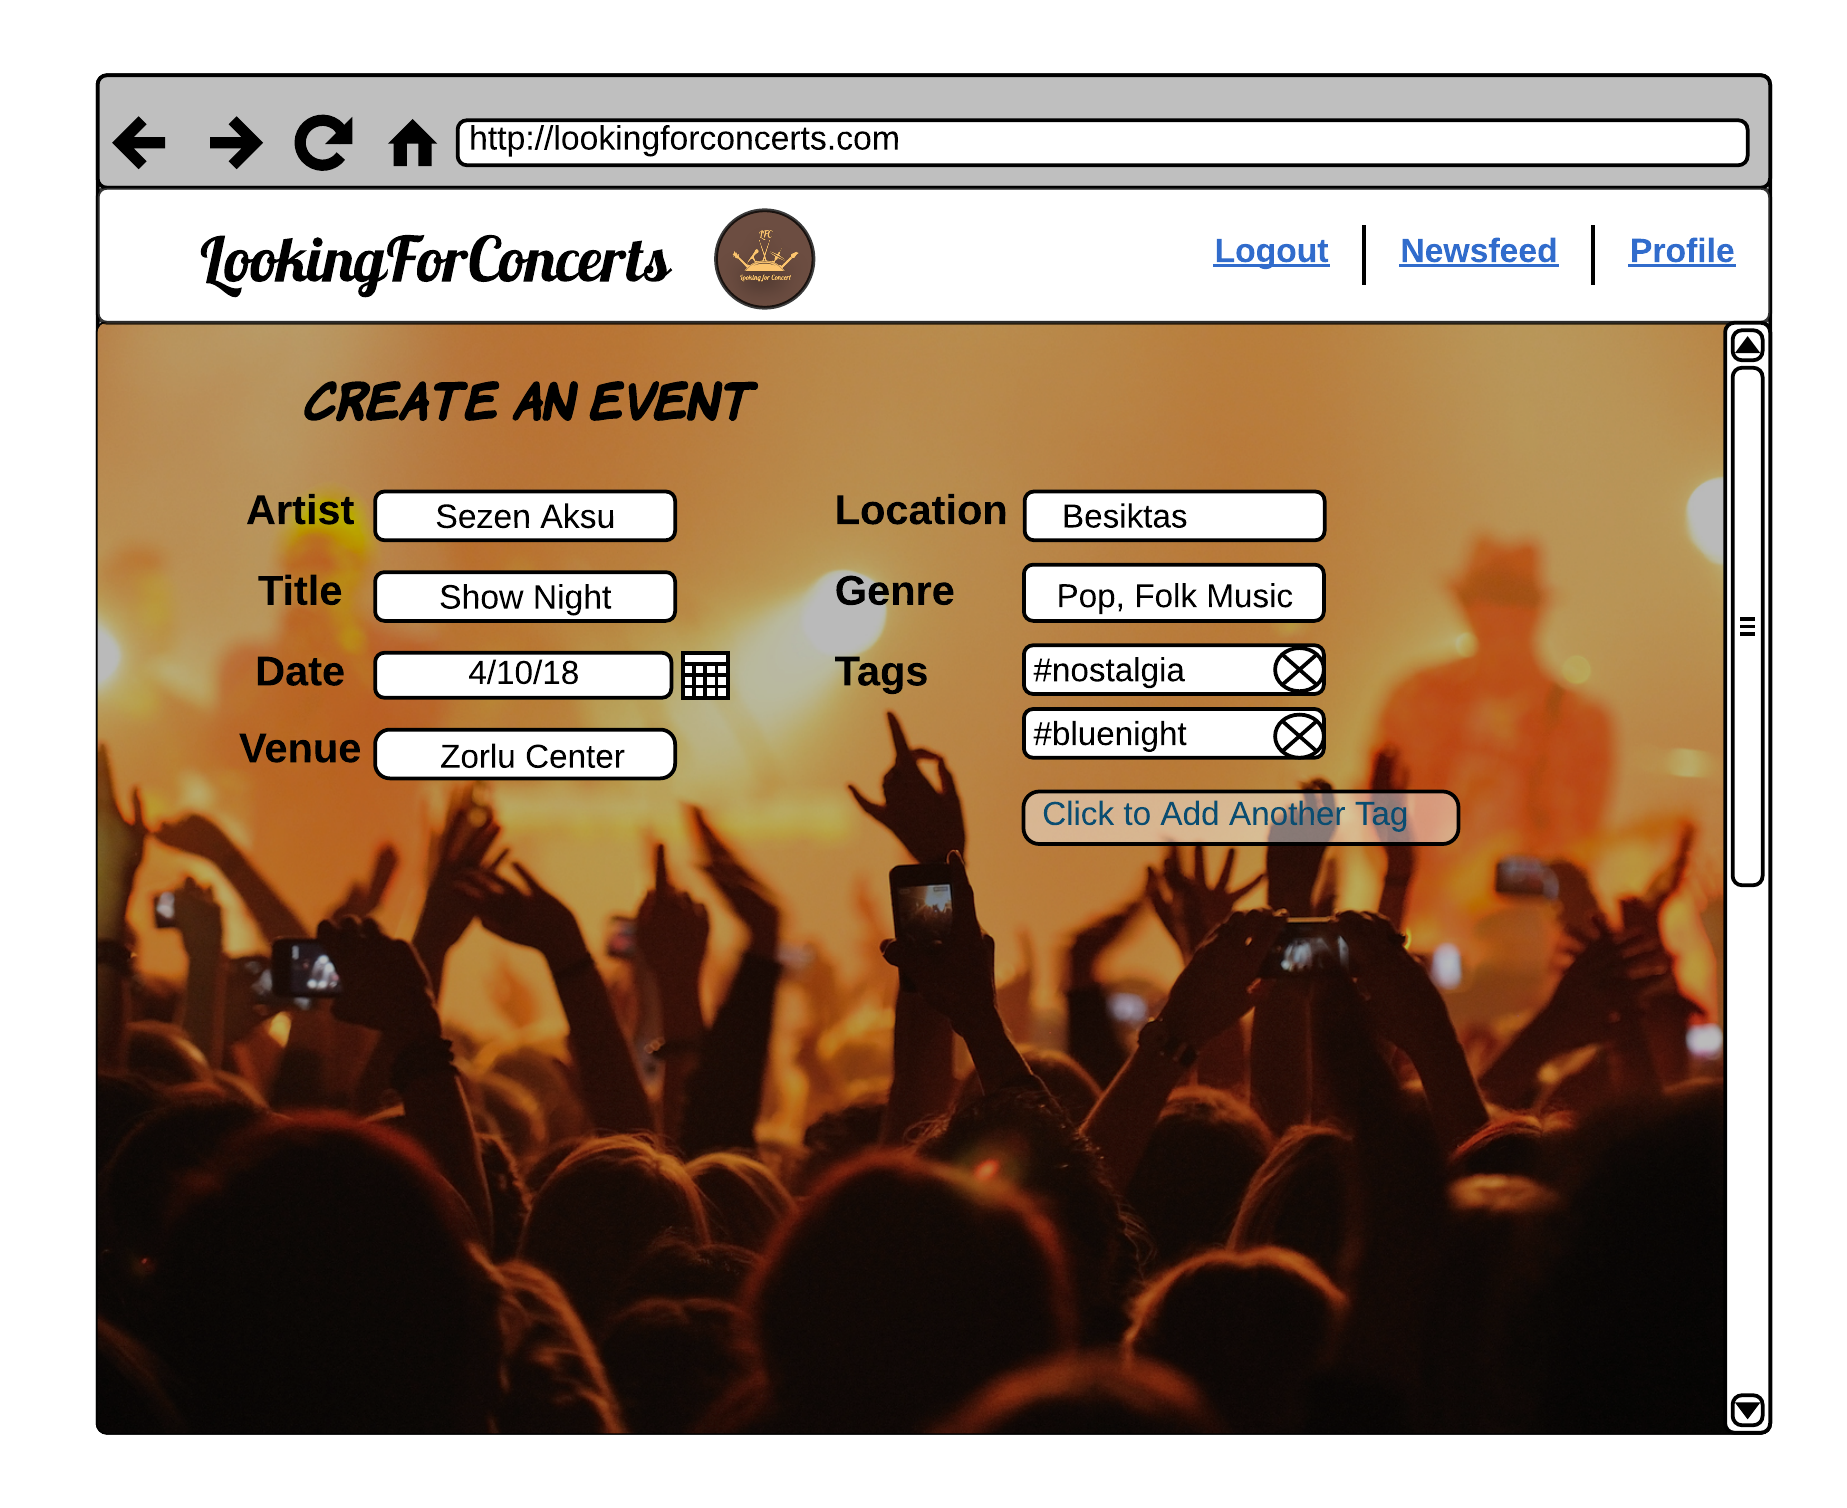 http://lookingforconcerts.com
LookingForConcerts
LFC
Looking for Concert
Logout
Newsfeed
Profile
CREATE AN EVENT
Artist
Sezen Aksu
Location
Besiktas
Title
Show Night
Genre
Pop, Folk Music
Date
4/10/18
Tags
#nostalgia
#bluenight
Venue
Zorlu Center
Click to Add Another Tag